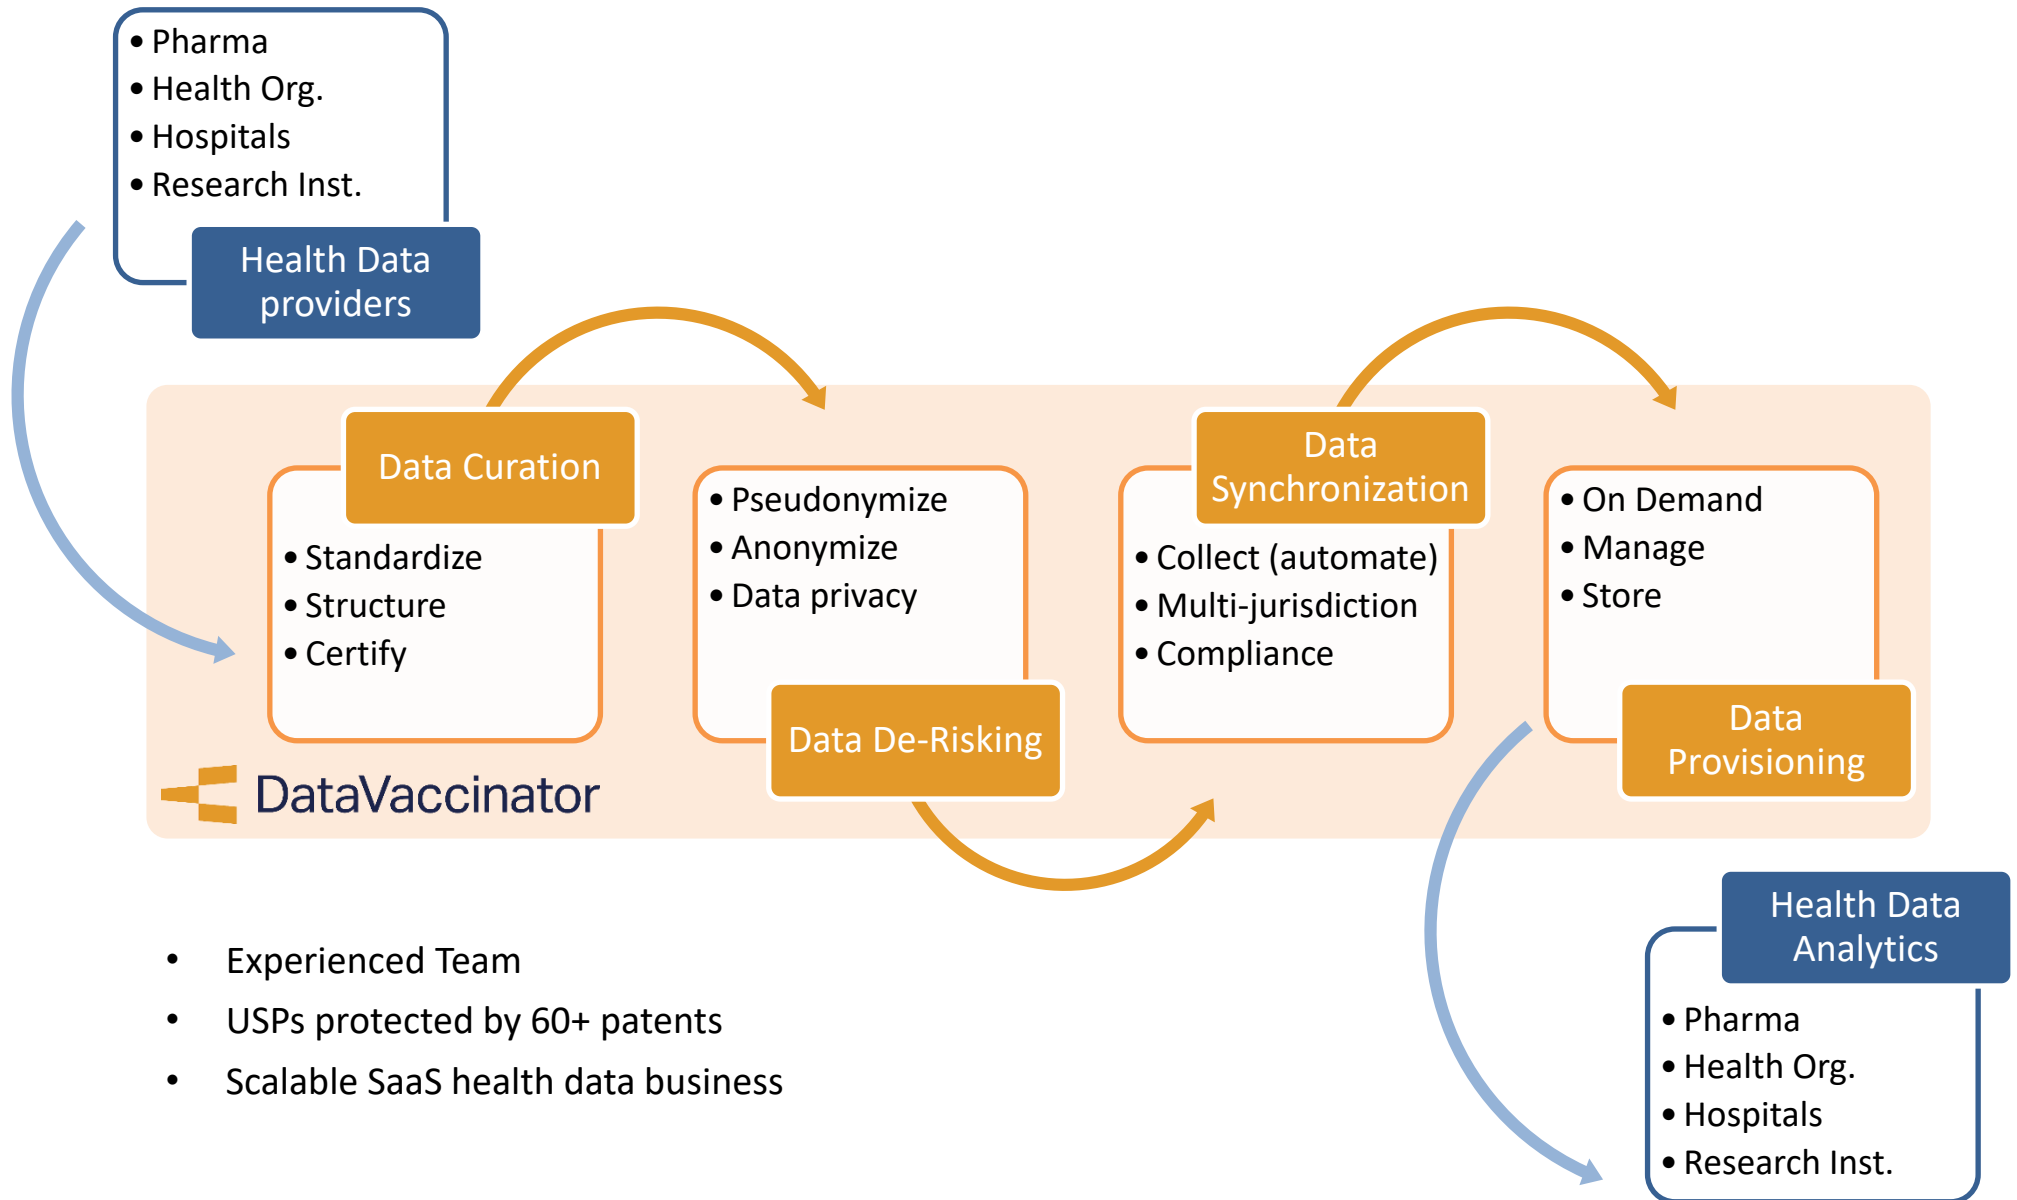 • Pharma
• Health Org.
• Hospitals
• Research Inst.
Health Data
providers
Data Curation
• Standardize
• Structure
• Certify
• Pseudonymize
• Anonymize
• Data privacy
Data De-Risking
Data
Synchronization
• Collect (automate)
• Multi-jurisdiction
• Compliance
• On Demand
• Manage
• Store
Data
Provisioning
DataVaccinator
• Experienced Team
• USPs protected by 60+ patents
• Scalable SaaS health data business
Health Data
Analytics
• Pharma
• Health Org.
• Hospitals
• Research Inst.